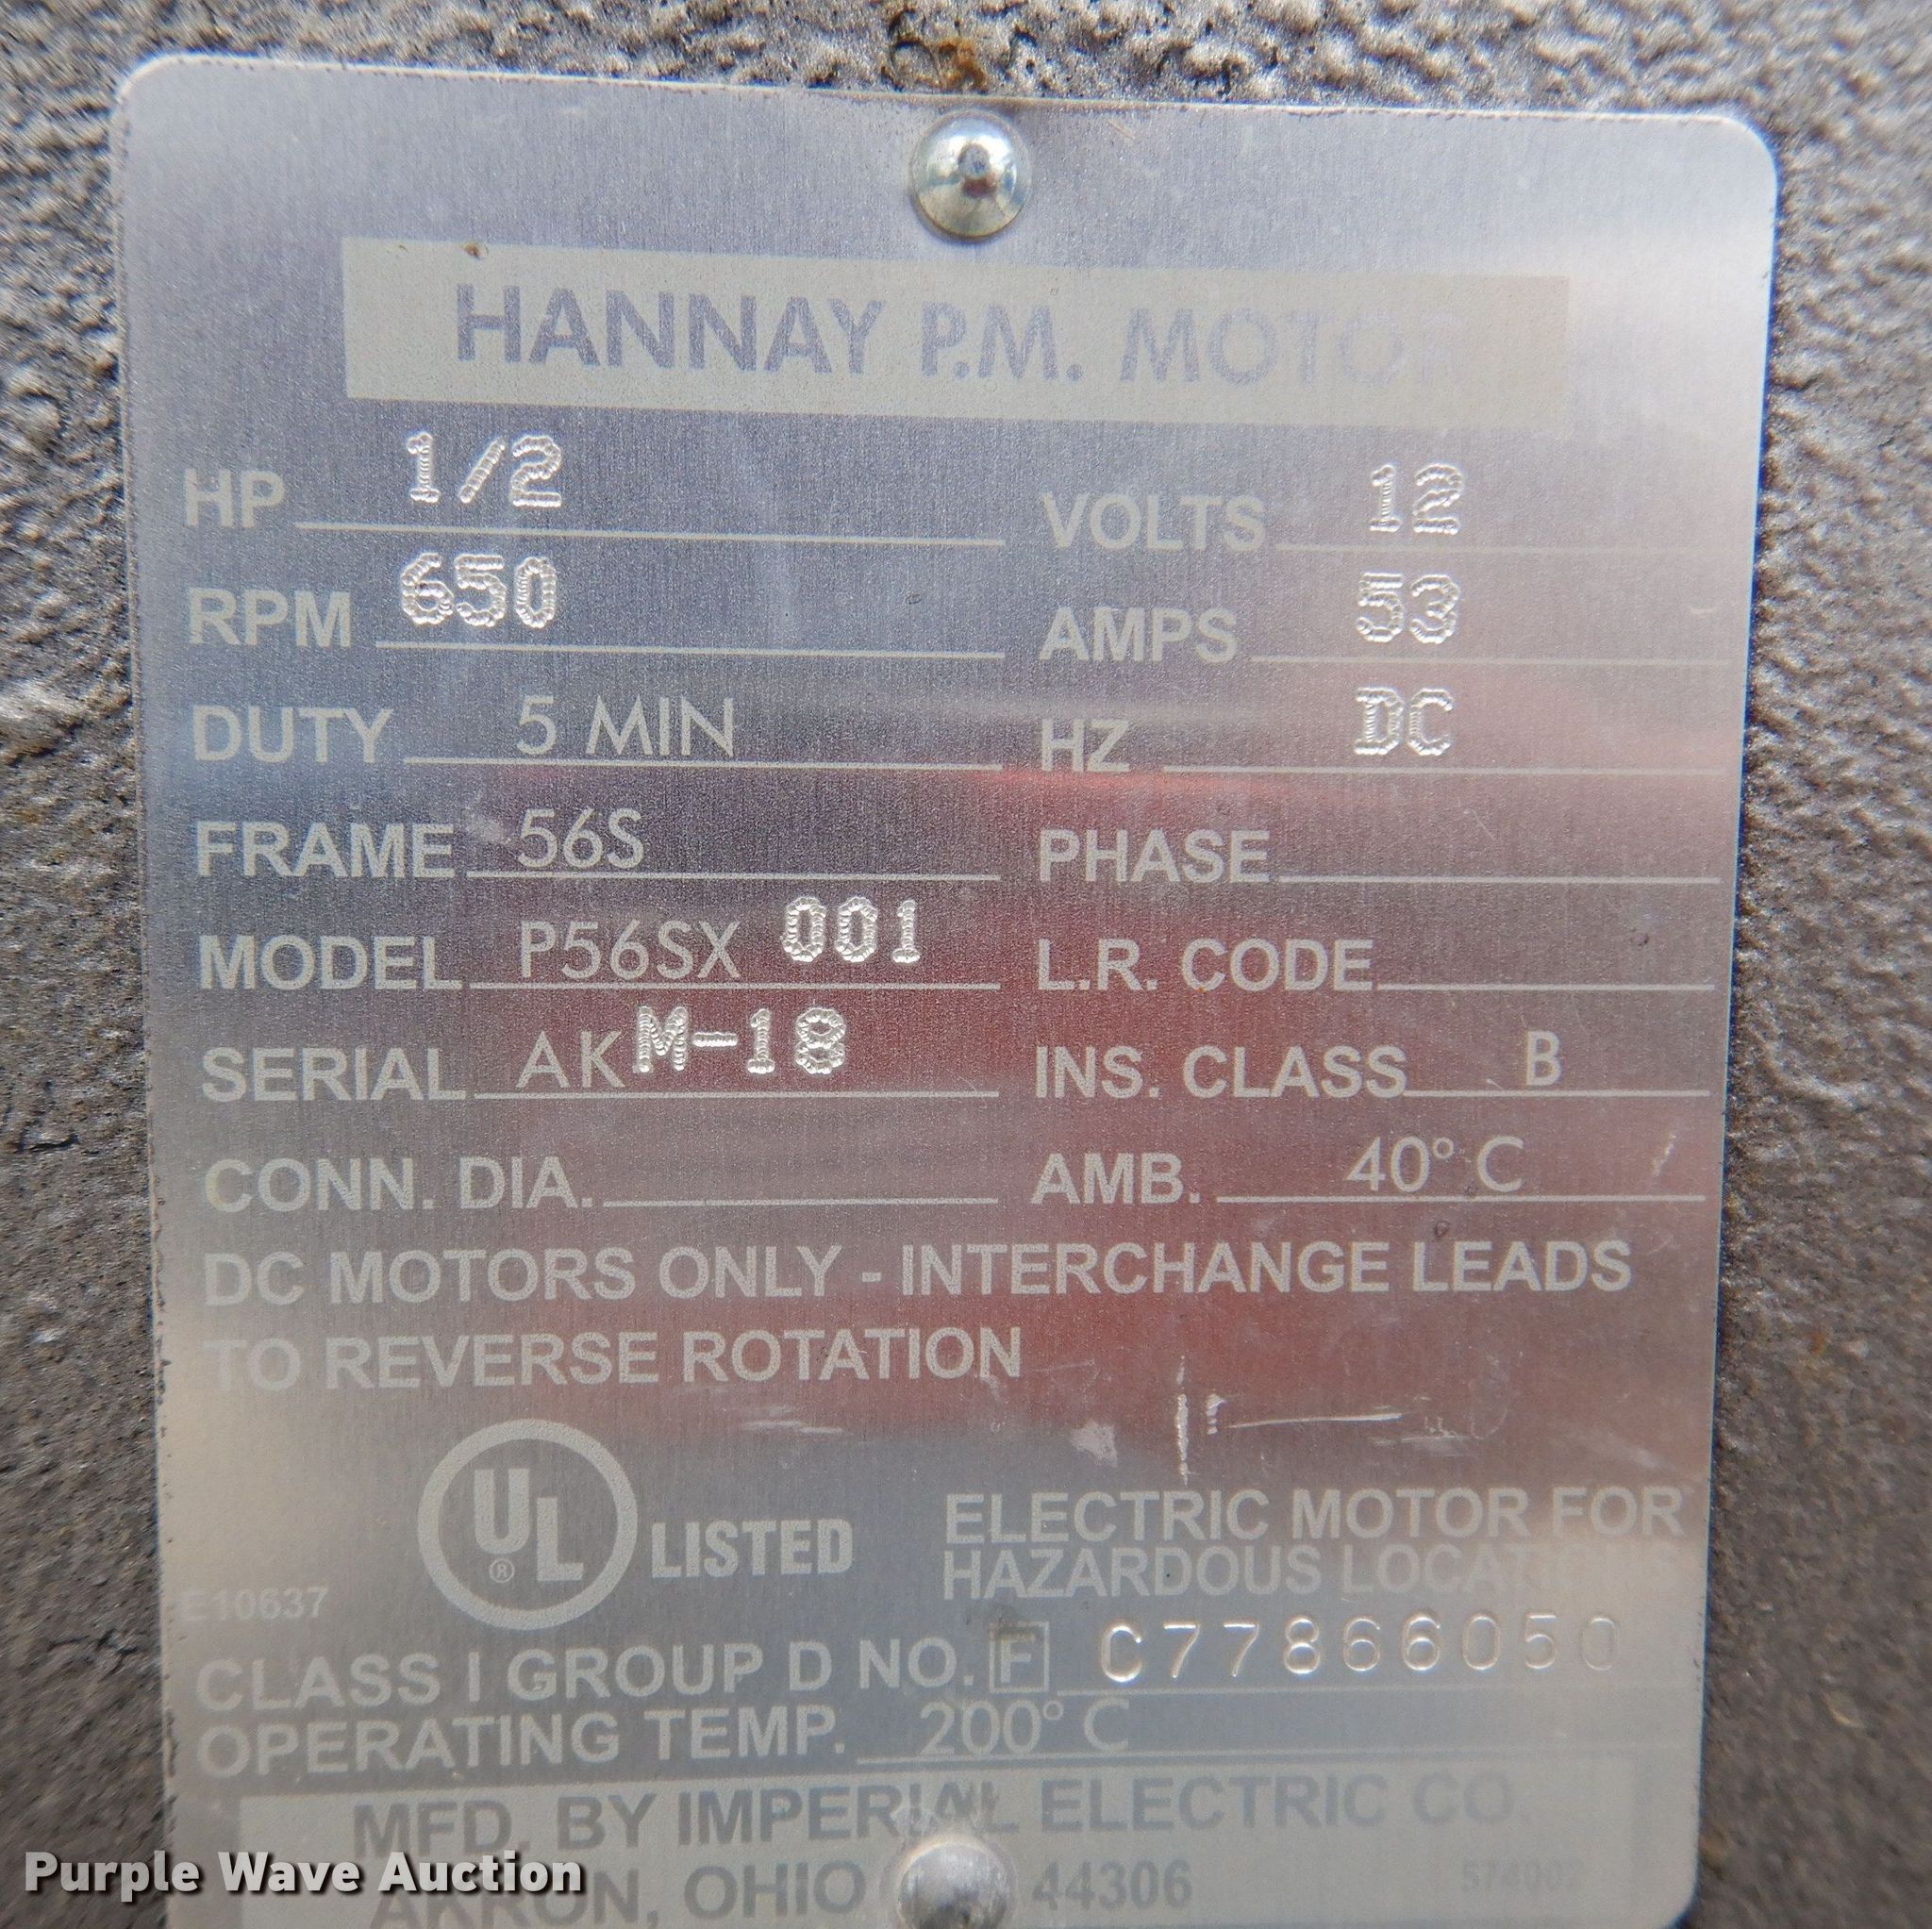 HANNAY P.M. MOTOR
HP 1/2 VOLTS 12
RPM 650 AMPS 53
DUTY 5 MIN HZ DC
FRAME 56S PHASE
MODEL P56SX 001 L.R. CODE
SERIAL AKM-18 INS. CLASS B
CONN. DIA. AMB. 40° C
DC MOTORS ONLY - INTERCHANGE LEADS
TO REVERSE ROTATION
UL® LISTED
ELECTRIC MOTOR FOR
HAZARDOUS LOCATIONS
E10637
CLASS I GROUP D NO. F C77866050
OPERATING TEMP. 200° C
MFD. BY IMPERIAL ELECTRIC CO.
AKRON, OHIO 44306
Purple Wave Auction